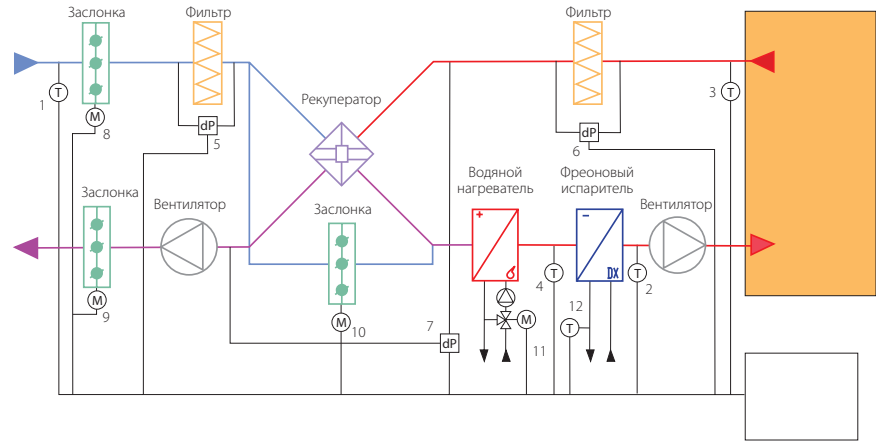 Заслонка
Фильтр
Фильтр
1
T
M
8
dP
5
Рекуператор
dP
6
3
T
Заслонка
Вентилятор
Заслонка
Водяной
нагреватель
Фреоновый
испаритель
Вентилятор
+
−
DX
M
9
M
10
7
dP
4
T
T
2
12
T
M
11